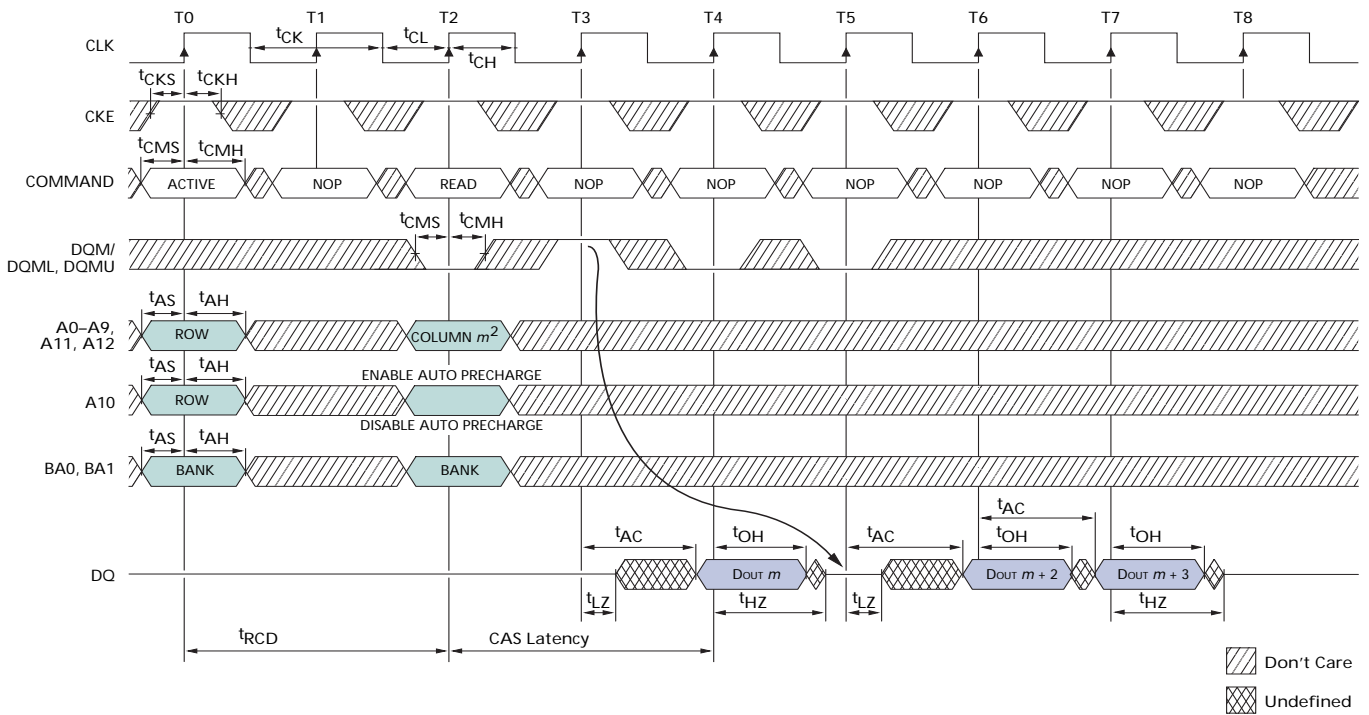 T0 T1 T2 T3 T4 T5 T6 T7 T8
CLK
tCK tCL
tCH
tCKS tCKH
CKE
tCMS tCMH
COMMAND ACTIVE NOP READ NOP NOP NOP NOP NOP NOP
tCMS tCMH
DQM/
DQML, DQMU
tAS tAH
A0–A9,
A11, A12 ROW COLUMN m2
tAS tAH ENABLE AUTO PRECHARGE
A10 ROW
DISABLE AUTO PRECHARGE
tAS tAH
BA0, BA1 BANK BANK
tAC
tAC tOH tAC tOH tOH
DQ DOUT m DOUT m + 2 DOUT m + 3
tLZ tHZ tLZ tHZ
tRCD CAS Latency
Don't Care
Undefined